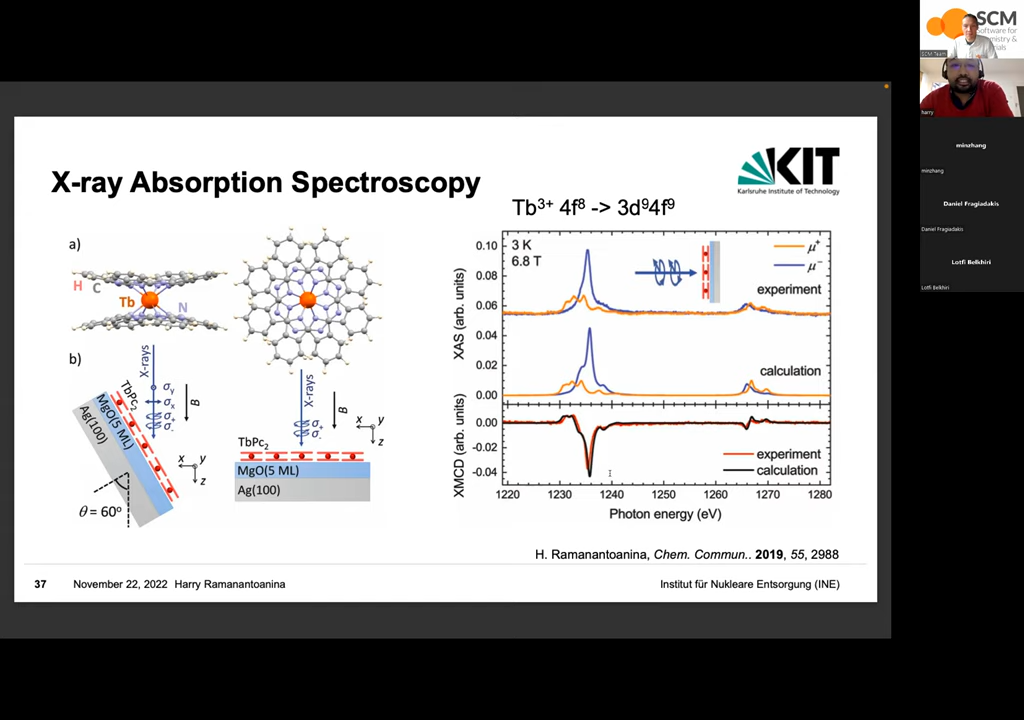 X-ray Absorption Spectroscopy
KIT
Karlsruhe Institute of Technology
Tb³⁺ 4f⁸ -> 3d⁹4f⁹
a)
H
C
Tb
N
b)
X-rays
σy
σx
σ+
σ-
B
TbPc₂
MgO(5 ML)
Ag(100)
x
y
z
θ = 60°
X-rays
σ+
σ-
B
x
y
z
TbPc₂
MgO(5 ML)
Ag(100)
XAS (arb. units)
0.10
0.08
0.06
0.04
0.02
0.00
3 K
6.8 T
μ⁺
μ⁻
experiment
calculation
XMCD (arb. units)
0.00
-0.02
-0.04
experiment
calculation
1220 1230 1240 1250 1260 1270 1280
Photon energy (eV)
H. Ramanantoanina, Chem. Commun.. 2019, 55, 2988
37 November 22, 2022 Harry Ramanantoanina
Institut für Nukleare Entsorgung (INE)
SCM
Software for
Team
harry
minzhang
minzhang
Daniel Fragiadakis
Daniel Fragiadakis
Lotfi Belkhiri
Lotfi Belkhiri